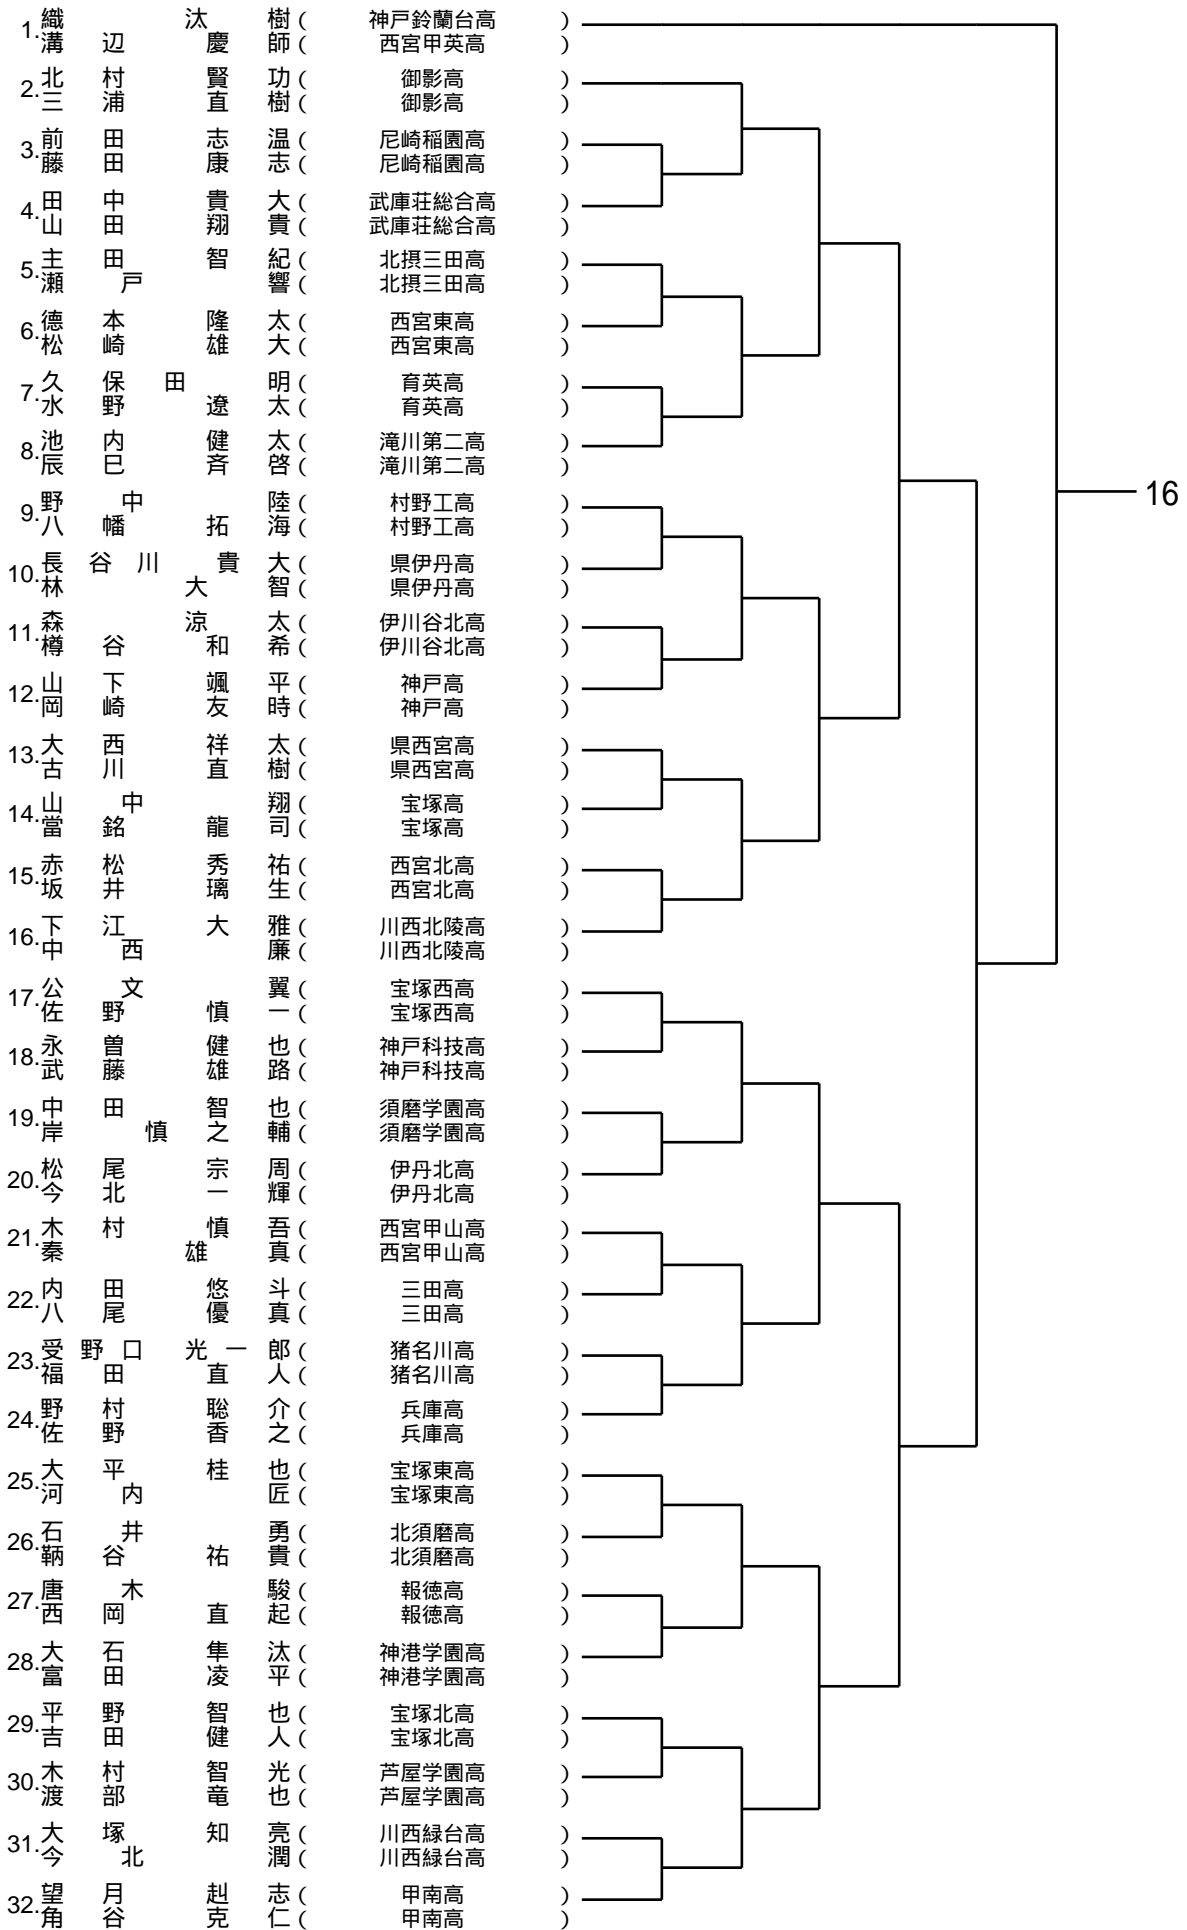 1. 織 汰 樹 ( 神戸鈴蘭台高 )
溝 辺 慶 師 ( 西宮甲英高 )
2. 北 村 賢 功 ( 御影高 )
三 浦 直 樹 ( 御影高 )
3. 前 田 志 温 ( 尼崎稲園高 )
藤 田 康 志 ( 尼崎稲園高 )
4. 田 中 貴 大 ( 武庫荘総合高 )
山 田 翔 貴 ( 武庫荘総合高 )
5. 主 田 智 紀 ( 北摂三田高 )
瀬 戸 響 ( 北摂三田高 )
6. 徳 本 隆 太 ( 西宮東高 )
松 崎 雄 大 ( 西宮東高 )
7. 久 保 田 明 ( 育英高 )
水 野 遼 太 ( 育英高 )
8. 池 内 健 太 ( 滝川第二高 )
辰 巳 斉 啓 ( 滝川第二高 )
9. 野 中 陸 ( 村野工高 )
八 幡 拓 海 ( 村野工高 )
16
10. 長 谷 川 貴 大 ( 県伊丹高 )
林 大 智 ( 県伊丹高 )
11. 森 涼 太 ( 伊川谷北高 )
樽 谷 和 希 ( 伊川谷北高 )
12. 山 下 颯 平 ( 神戸高 )
岡 崎 友 時 ( 神戸高 )
13. 大 西 祥 太 ( 県西宮高 )
古 川 直 樹 ( 県西宮高 )
14. 山 中 翔 ( 宝塚高 )
當 銘 龍 司 ( 宝塚高 )
15. 赤 松 秀 祐 ( 西宮北高 )
坂 井 璃 生 ( 西宮北高 )
16. 下 江 大 雅 ( 川西北陵高 )
中 西 廉 ( 川西北陵高 )
17. 公 文 翼 ( 宝塚西高 )
佐 野 慎 一 ( 宝塚西高 )
18. 永 曽 健 也 ( 神戸科技高 )
武 藤 雄 路 ( 神戸科技高 )
19. 中 田 智 也 ( 須磨学園高 )
岸 慎 之 輔 ( 須磨学園高 )
20. 松 尾 宗 周 ( 伊丹北高 )
今 北 一 輝 ( 伊丹北高 )
21. 木 村 慎 吾 ( 西宮甲山高 )
秦 雄 真 ( 西宮甲山高 )
22. 内 田 悠 斗 ( 三田高 )
八 尾 優 真 ( 三田高 )
23. 受 野 口 光 一 郎 ( 猪名川高 )
福 田 直 人 ( 猪名川高 )
24. 野 村 聡 介 ( 兵庫高 )
佐 野 香 之 ( 兵庫高 )
25. 大 平 桂 也 ( 宝塚東高 )
河 内 匠 ( 宝塚東高 )
26. 石 井 勇 ( 北須磨高 )
鞆 谷 祐 貴 ( 北須磨高 )
27. 唐 木 駿 ( 報徳高 )
西 岡 直 起 ( 報徳高 )
28. 大 石 隼 汰 ( 神港学園高 )
富 田 凌 平 ( 神港学園高 )
29. 平 野 智 也 ( 宝塚北高 )
吉 田 健 人 ( 宝塚北高 )
30. 木 村 智 光 ( 芦屋学園高 )
渡 部 竜 也 ( 芦屋学園高 )
31. 大 塚 知 亮 ( 川西緑台高 )
今 北 潤 ( 川西緑台高 )
32. 望 月 赳 志 ( 甲南高 )
角 谷 克 仁 ( 甲南高 )